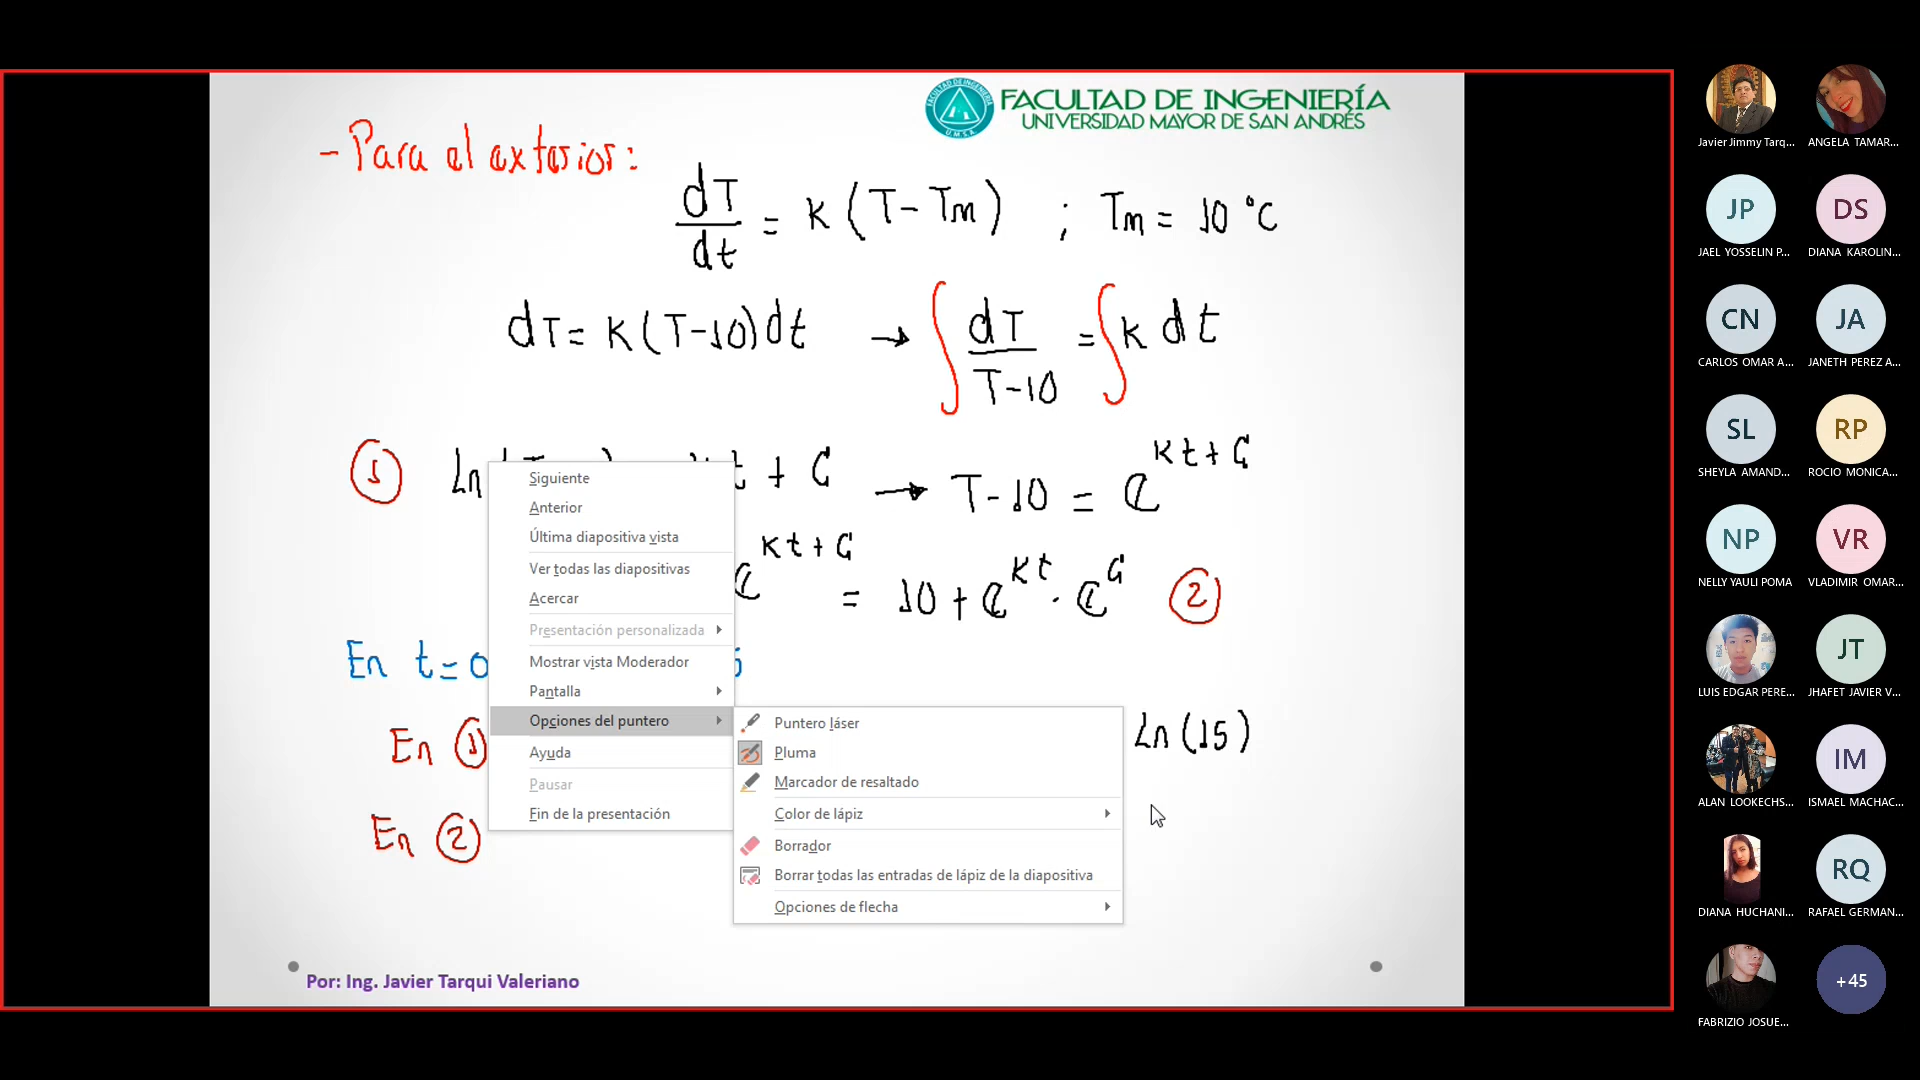 FACULTAD DE INGENIERÍA
UNIVERSIDAD MAYOR DE SAN ANDRÉS
U.M.S.A.
- Para el exterior:
dT/dt = K (T - Tm) ; Tm = 10 °C
dT = K (T-10) dt → ∫ dT/(T-10) = ∫ K dt
① Ln t + C → T-10 = e^(Kt+C)
e^(Kt+C) = 10 + e^(Kt) · e^C ②
En t=0
En ① Ln (15)
En ②
Siguiente
Anterior
Última diapositiva vista
Ver todas las diapositivas
Acercar
Presentación personalizada
Mostrar vista Moderador
Pantalla
Opciones del puntero
Ayuda
Pausar
Fin de la presentación
Puntero láser
Pluma
Marcador de resaltado
Color de lápiz
Borrador
Borrar todas las entradas de lápiz de la diapositiva
Opciones de flecha
Por: Ing. Javier Tarqui Valeriano
Javier Jimmy Tarq... ANGELA TAMAR...
JP DS
JAEL YOSSELIN P... DIANA KAROLIN...
CN JA
CARLOS OMAR A... JANETH PEREZ A...
SL RP
SHEYLA AMAND... ROCIO MONICA...
NP VR
NELLY YAULI POMA VLADIMIR OMAR...
JT
LUIS EDGAR PERE... JHAFET JAVIER V...
IM
ALAN LOOKECHS... ISMAEL MACHAC...
RQ
DIANA HUCHANI... RAFAEL GERMAN...
+45
FABRIZIO JOSUE...